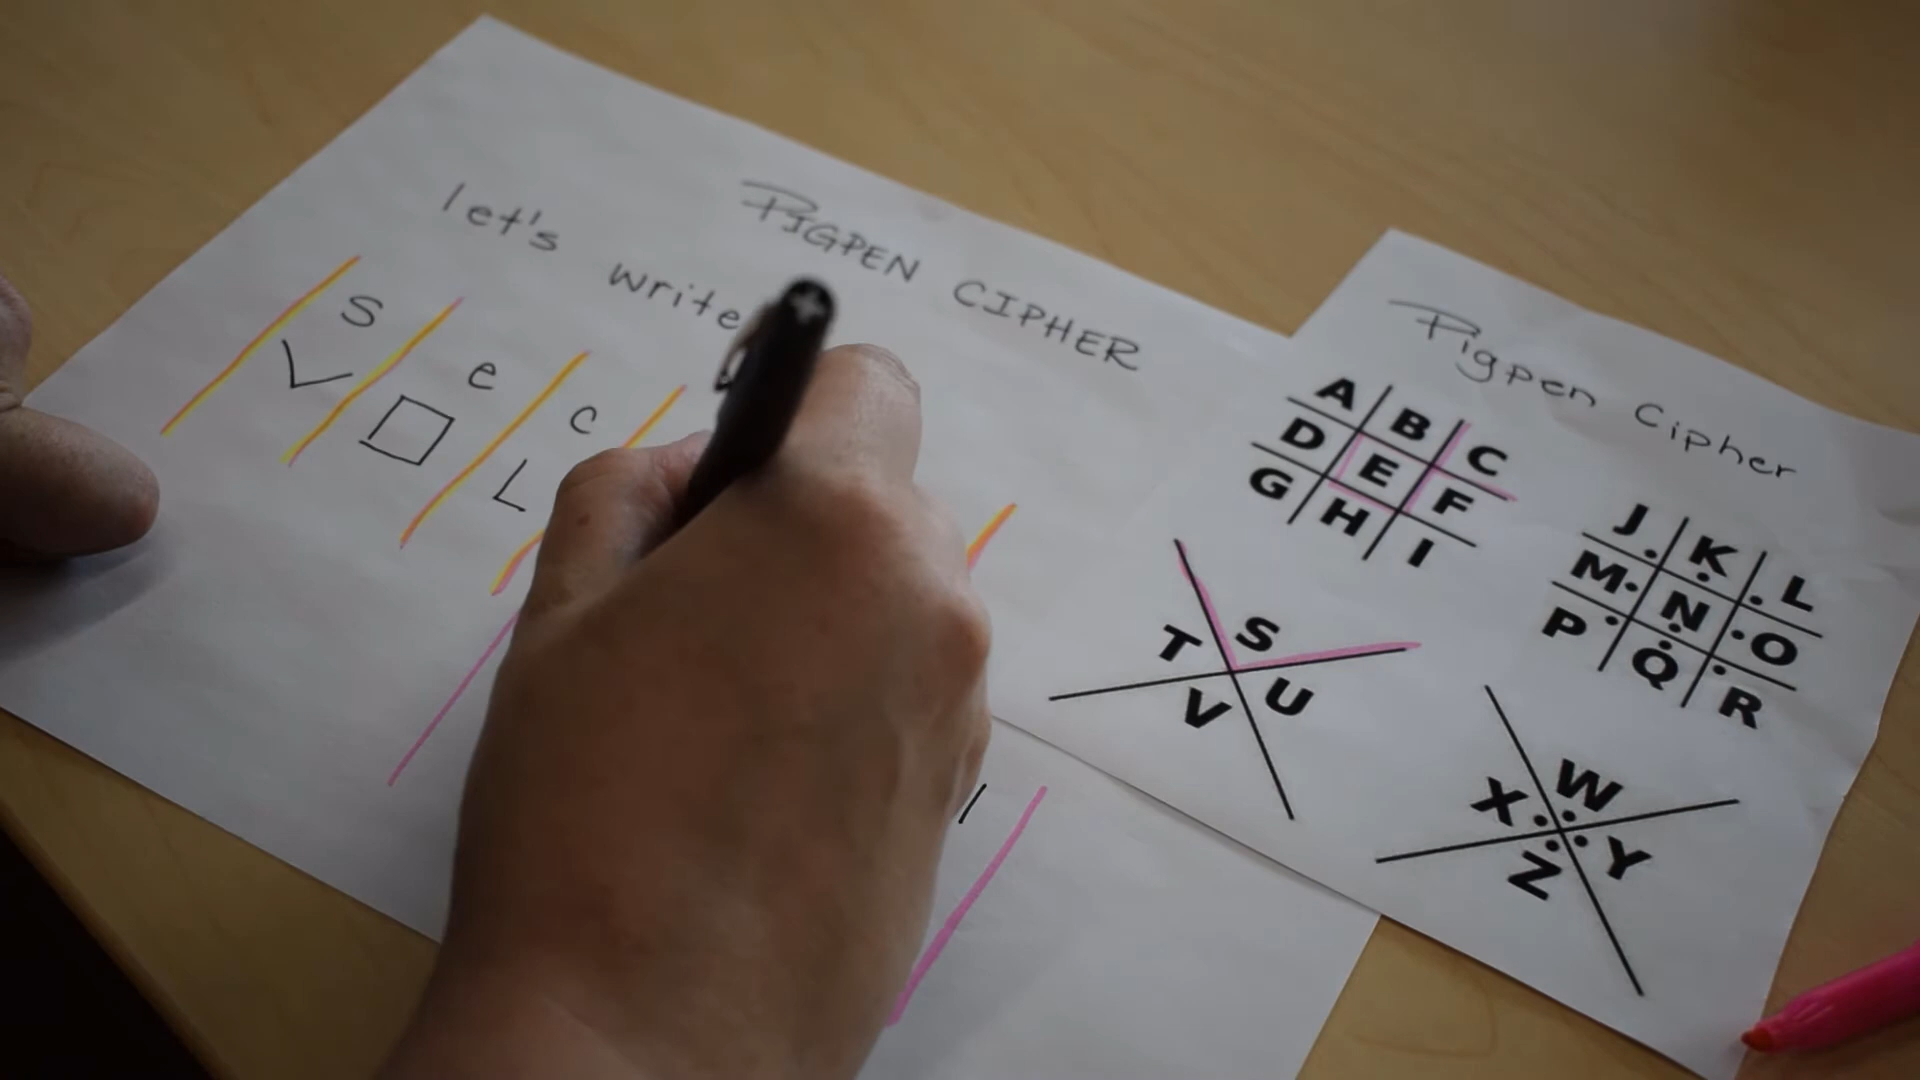 PIGPEN CIPHER
let's write
s e c
Pigpen Cipher
A B C
D E F
G H I
J K L
M N O
P Q R
S
T U
V
W
X Y
Z